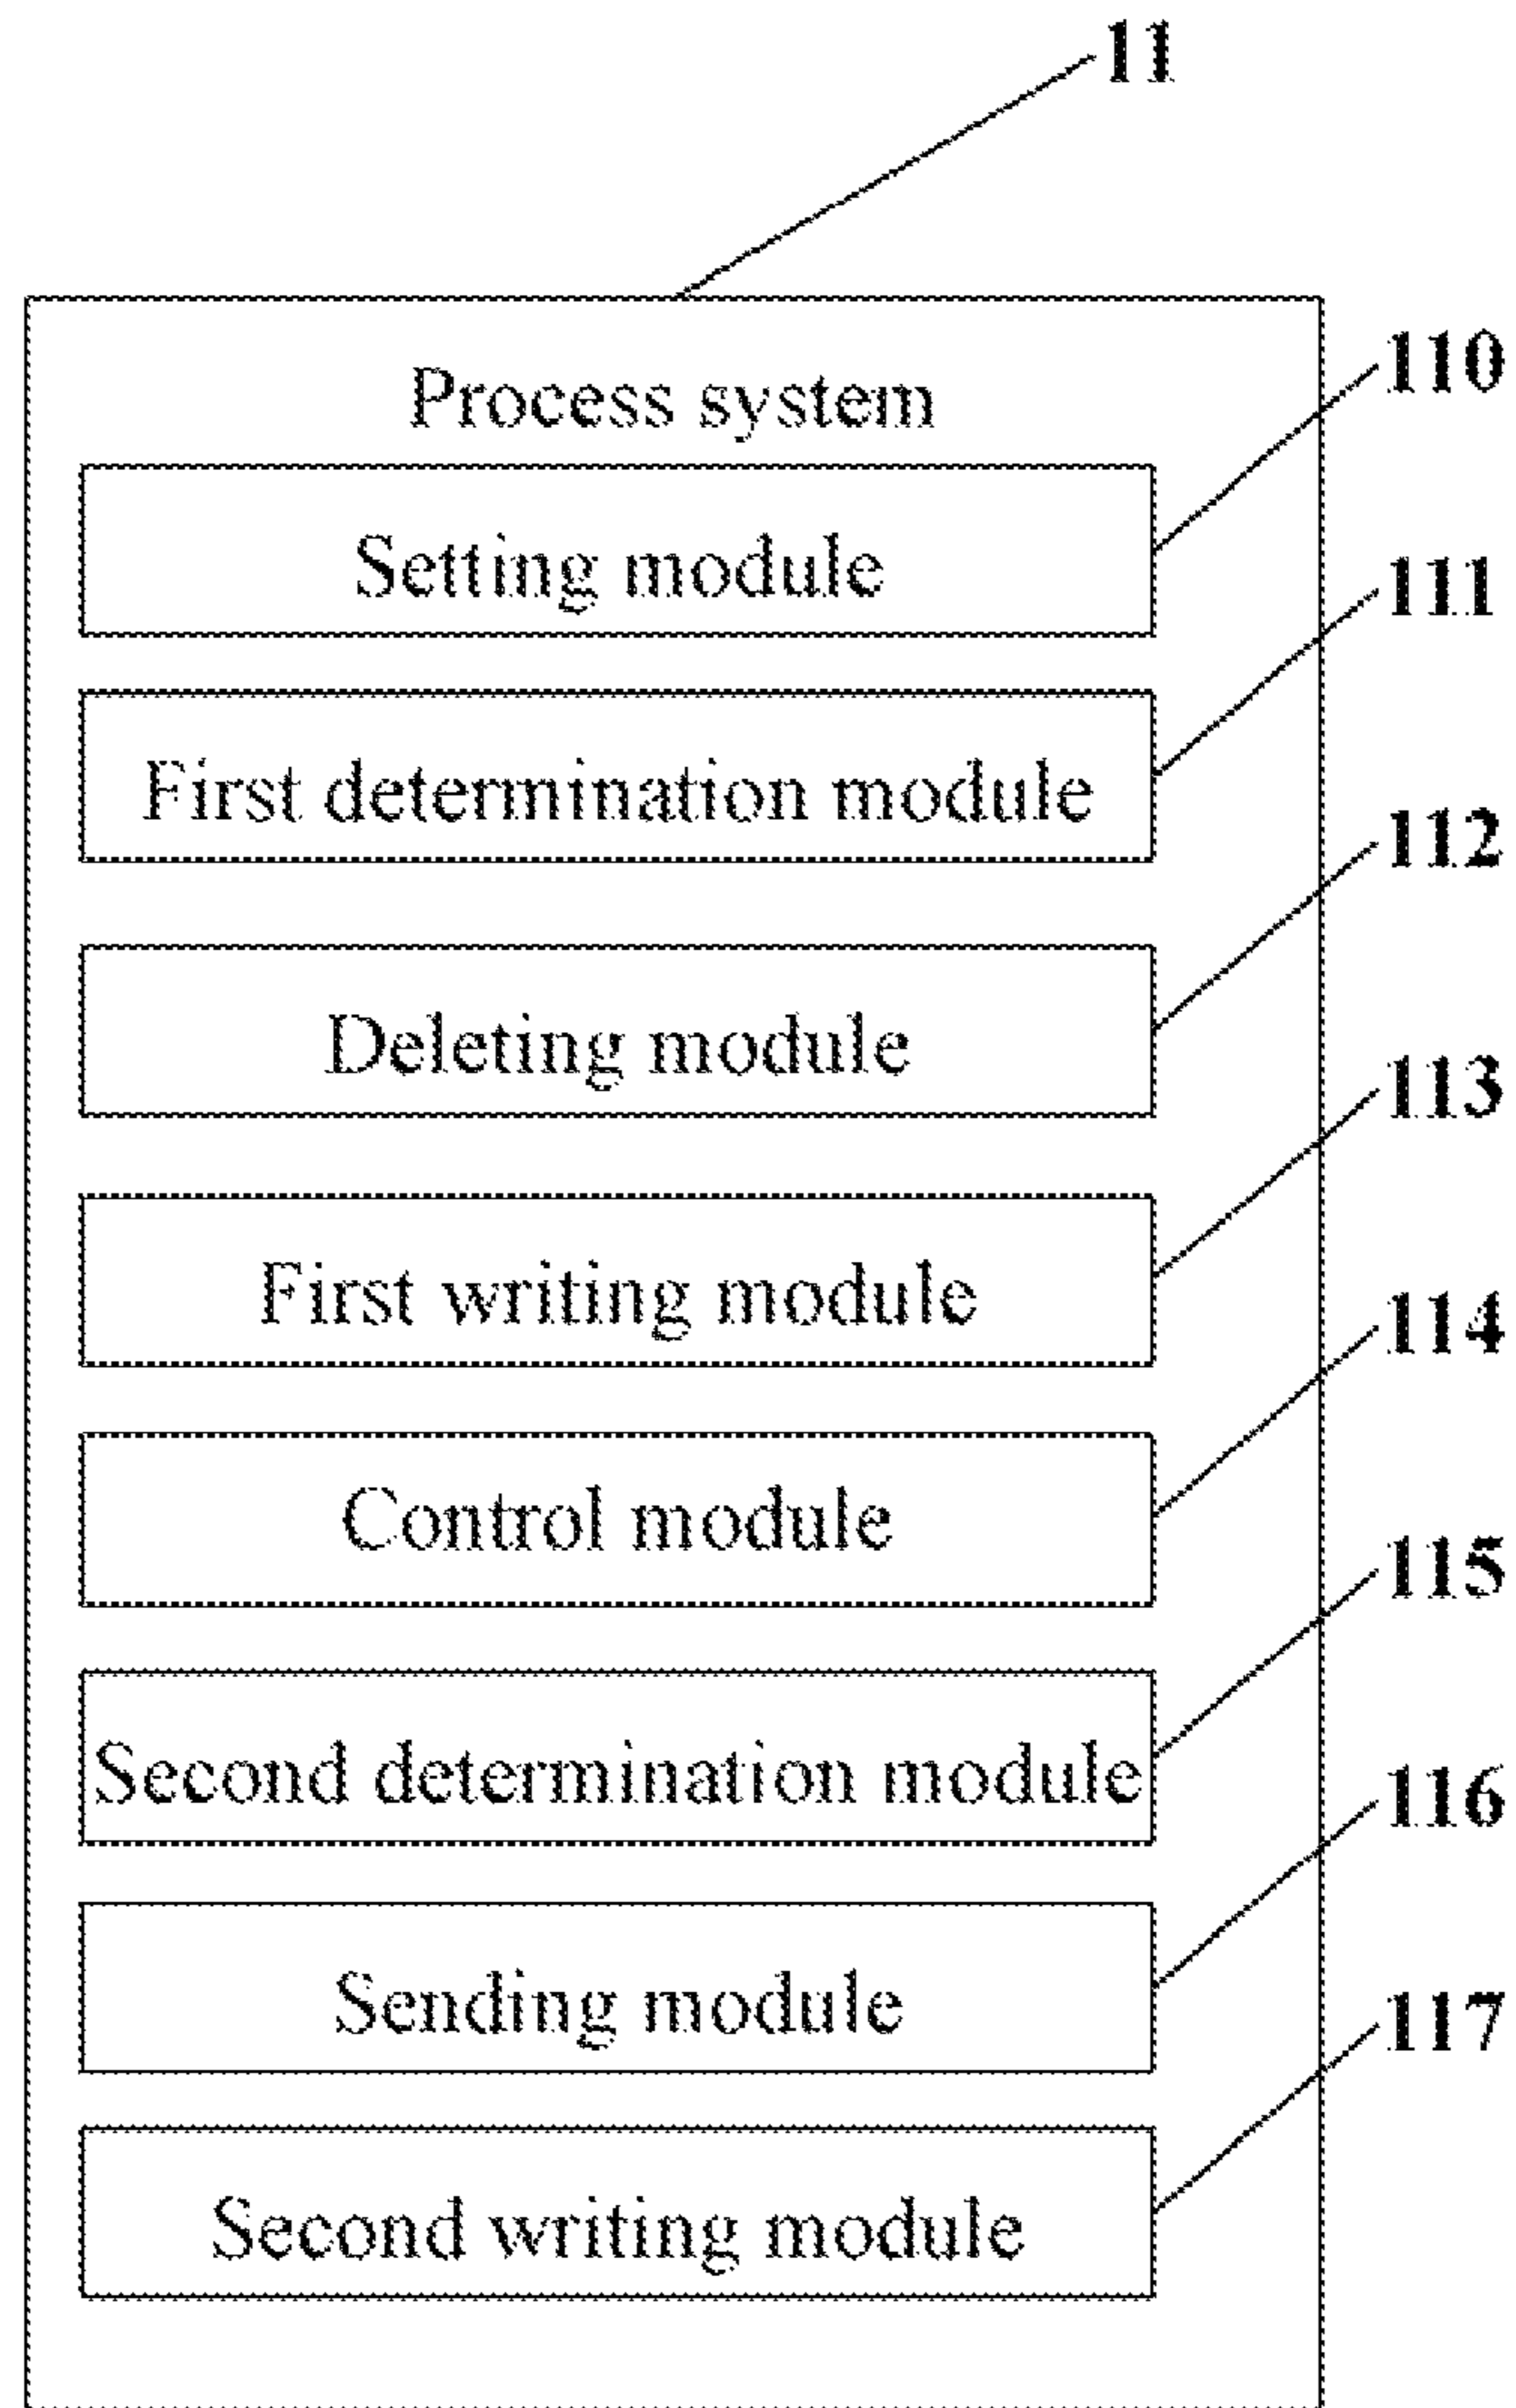 11
Process system
110
Setting module
111
First determination module
112
Deleting module
113
First writing module
114
Control module
115
Second determination module
116
Sending module
117
Second writing module